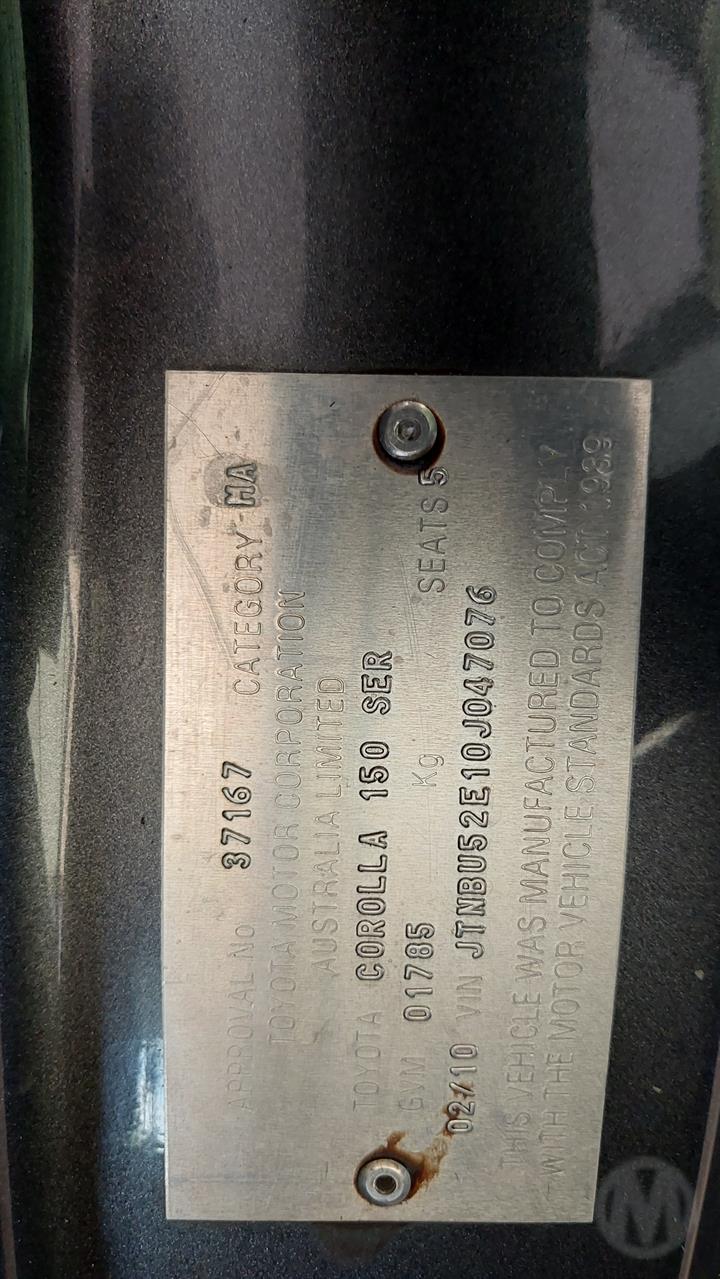 APPROVAL No 37167 CATEGORY MA
TOYOTA MOTOR CORPORATION
AUSTRALIA LIMITED
TOYOTA COROLLA 150 SER
GVM 01785 Kg SEATS 5
02/10 VIN JTNBU52E10J047076
THIS VEHICLE WAS MANUFACTURED TO COMPLY
WITH THE MOTOR VEHICLE STANDARDS ACT 1989
M